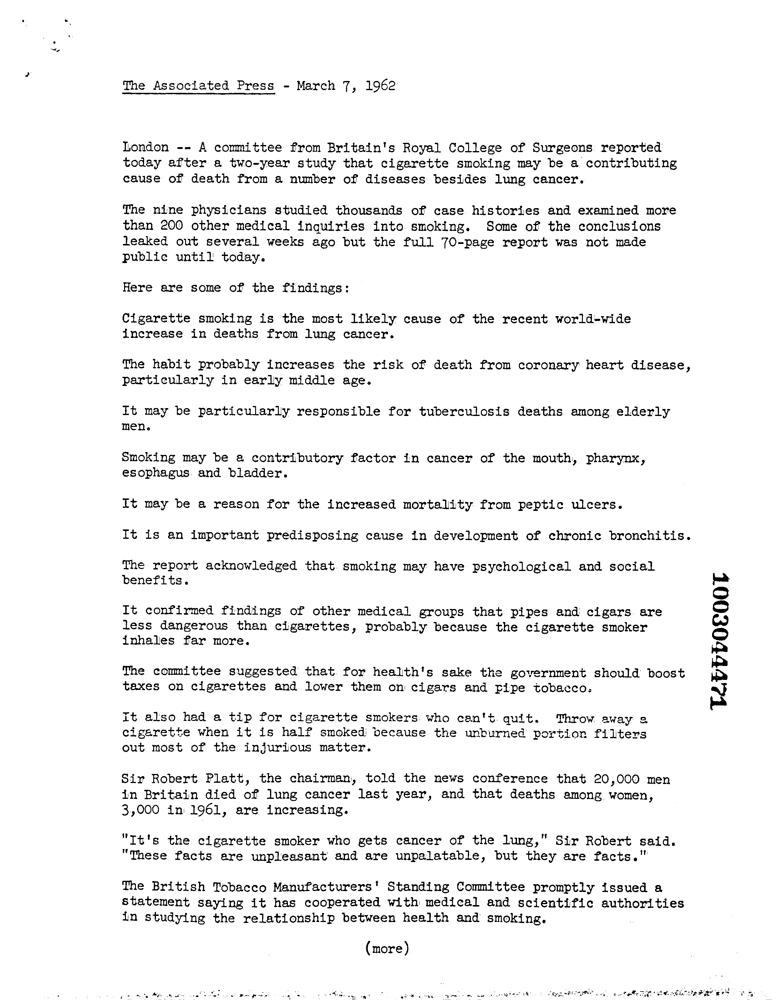 The Associated Press - March 7, 1962
London -- A committee from Britain's Royal College of Surgeons reported
today after a two-year study that cigarette smoking may be a contributing
cause of death from a number of diseases besides lung cancer.
The nine physicians studied thousands of case histories and examined more
than 200 other medical inquiries into smoking. Some of the conclusions
leaked out several weeks ago but the full 70-page report was not made
public until today.
Here are some of the findings:
Cigarette smoking is the most likely cause of the recent world-wide
increase in deaths from lung cancer.
The habit probably increases the risk of death from coronary heart disease,
particularly in early middle age.
It may be particularly responsible for tuberculosis deaths among elderly
men.
Smoking may be a contributory factor in cancer of the mouth, pharynx,
esophagus and bladder.
It may be a reason for the increased mortality from peptic ulcers.
It is an important predisposing cause in development of chronic bronchitis.
The report acknowledged that smoking may have psychological and social
benefits.
It confirmed findings of other medical groups that pipes and cigars are
less dangerous than cigarettes, probably because the cigarette smoker
inhales far more.
The committee suggested that for health's sake the government should boost
taxes on cigarettes and lower them on cigars and pipe tobacco.
It also had a tip for cigarette smokers who can't quit. Throw away a
cigarette when it is half smoked because the unburned portion filters
out most of the injurious matter.
Sir Robert Platt, the chairman, told the news conference that 20,000 men
in Britain died of lung cancer last year, and that deaths among women,
3,000 in 1961, are increasing.
"It's the cigarette smoker who gets cancer of the lung," Sir Robert said.
"These facts are unpleasant and are unpalatable, but they are facts."
The British Tobacco Manufacturers' Standing Committee promptly issued a
statement saying it has cooperated with medical and scientific authorities
in studying the relationship between health and smoking.
(more)
1003044471